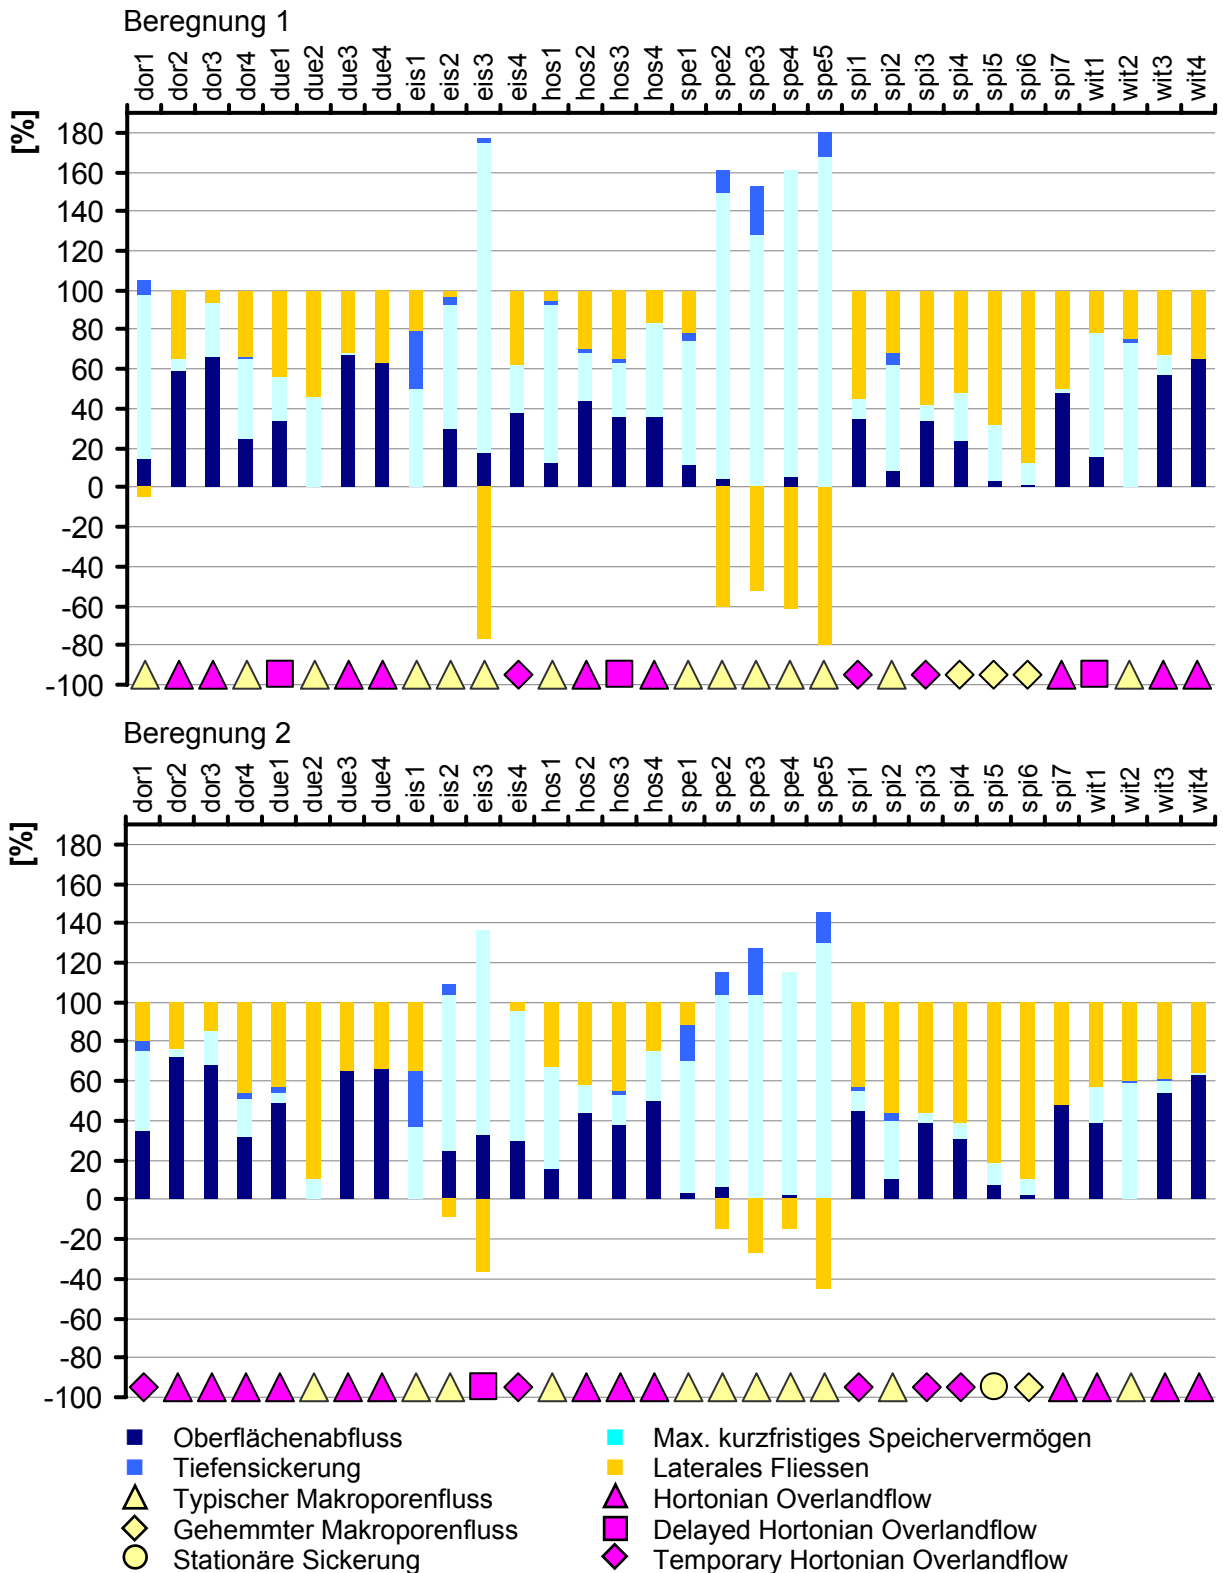 Beregnung 1
dor1 dor2 dor3 dor4 due1 due2 due3 due4 eis1 eis2 eis3 eis4 hos1 hos2 hos3 hos4 spe1 spe2 spe3 spe4 spe5 spi1 spi2 spi3 spi4 spi5 spi6 spi7 wit1 wit2 wit3 wit4
[%]
180
160
140
120
100
80
60
40
20
0
-20
-40
-60
-80
-100
Beregnung 2
dor1 dor2 dor3 dor4 due1 due2 due3 due4 eis1 eis2 eis3 eis4 hos1 hos2 hos3 hos4 spe1 spe2 spe3 spe4 spe5 spi1 spi2 spi3 spi4 spi5 spi6 spi7 wit1 wit2 wit3 wit4
[%]
180
160
140
120
100
80
60
40
20
0
-20
-40
-60
-80
-100
Oberflächenabfluss
Max. kurzfristiges Speichervermögen
Tiefensickerung
Laterales Fliessen
Typischer Makroporenfluss
Hortonian Overlandflow
Gehemmter Makroporenfluss
Delayed Hortonian Overlandflow
Stationäre Sickerung
Temporary Hortonian Overlandflow